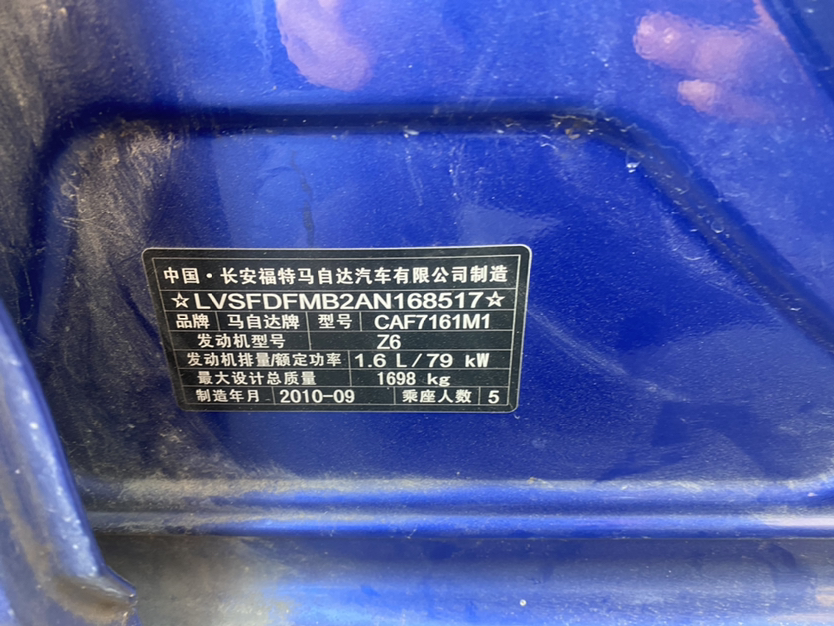 中国·长安福特马自达汽车有限公司制造
☆LVSFDFMB2AN168517☆
品牌 马自达牌 型号 CAF7161M1
发动机型号 Z6
发动机排量/额定功率 1.6 L/79 kW
最大设计总质量 1698 kg
制造年月 2010-09 乘座人数 5